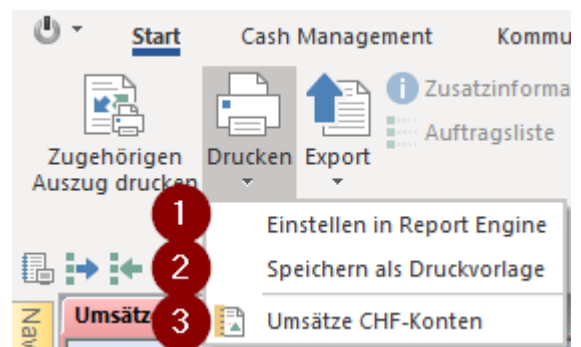 Start Cash Management Kommu
Zugehörigen Auszug drucken
Drucken
Export
Zusatzinforma
Auftragsliste
1 Einstellen in Report Engine
2 Speichern als Druckvorlage
3 Umsätze CHF-Konten
Nav
Umsätz